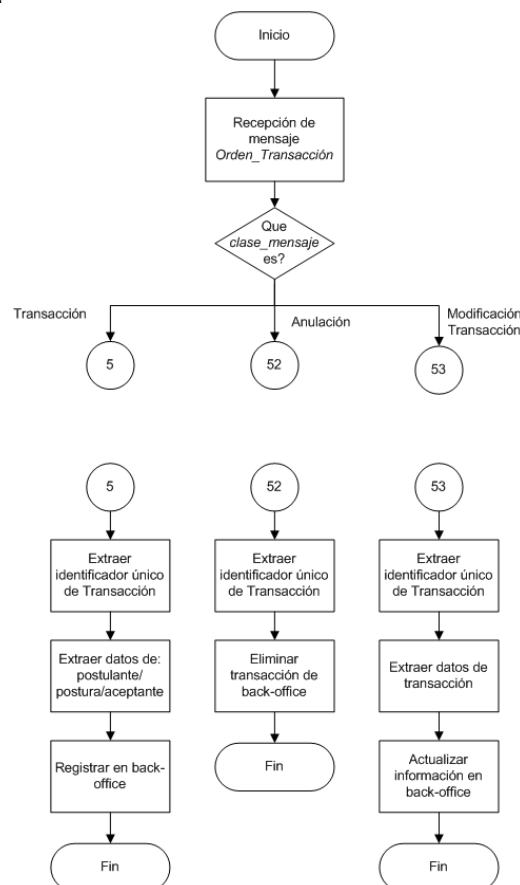 Inicio
Recepción de
mensaje
Orden_Transacción
Que
clase_mensaje
es?
Transacción
Anulación
Modificación
Transacción
5
52
53
5
52
53
Extraer
identificador único
de Transacción
Extraer
identificador único
de Transacción
Extraer
identificador único
de Transacción
Extraer datos de:
postulante/
postura/aceptante
Eliminar
transacción de
back-office
Extraer datos de
transacción
Registrar en back-
office
Fin
Actualizar
información en
back-office
Fin
Fin